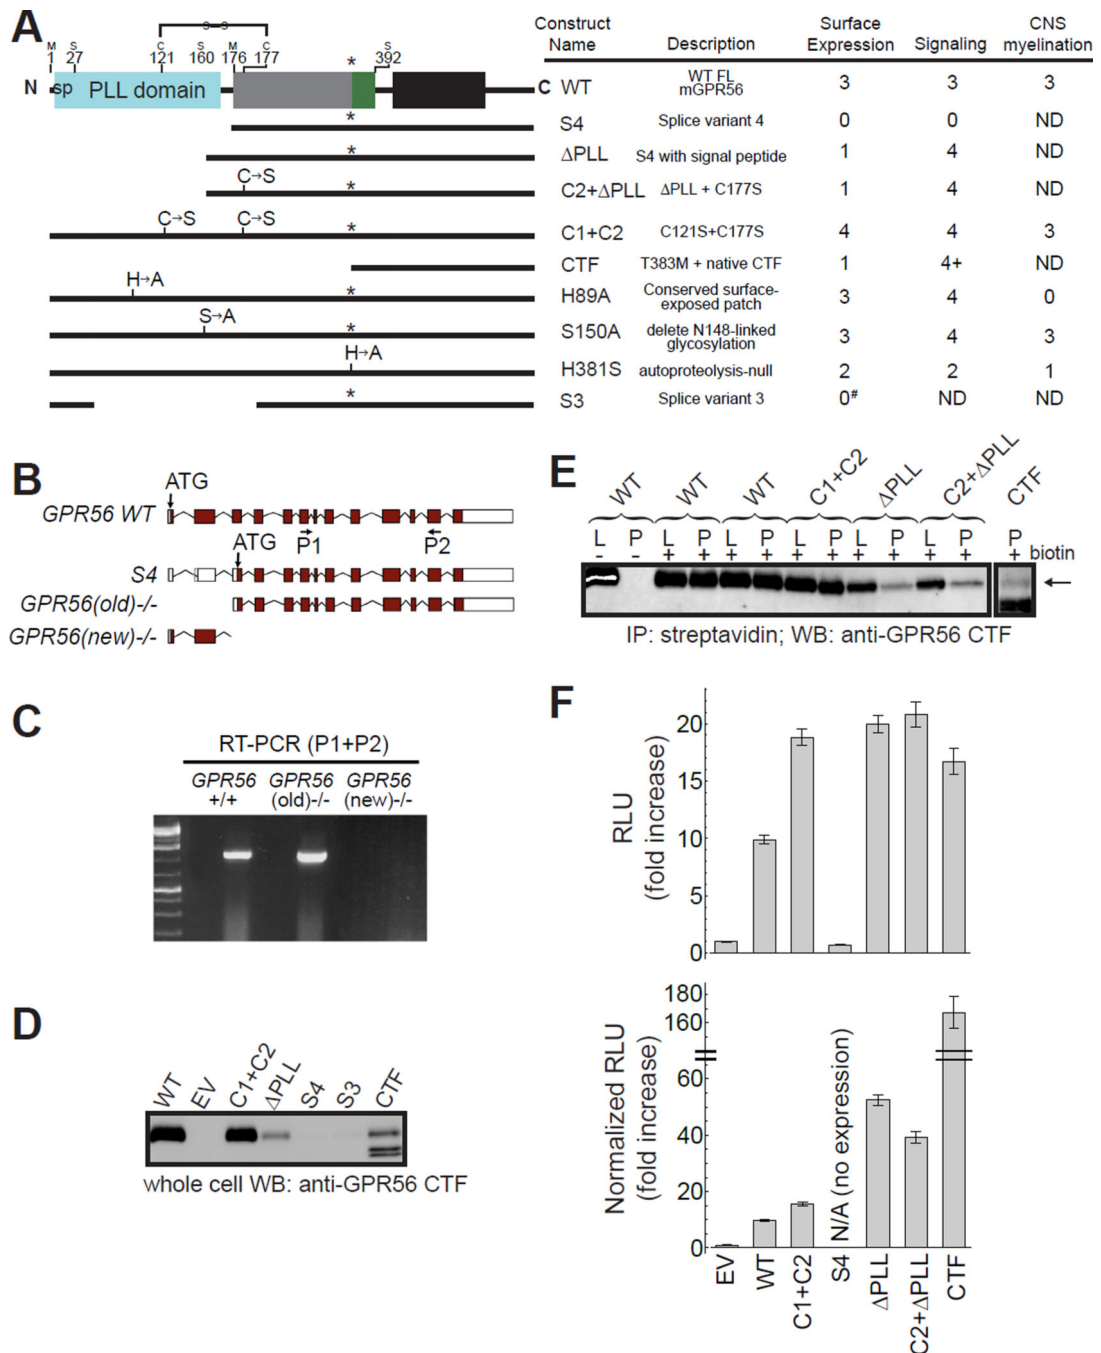 A
S—S
M S C S M C S
1 27 121 160 176 177 392
*
N sp PLL domain C
Construct Name Description Surface Expression Signaling CNS myelination
WT WT FL mGPR56 3 3 3
* S4 Splice variant 4 0 0 ND
* ΔPLL S4 with signal peptide 1 4 ND
C→S * C2+ΔPLL ΔPLL + C177S 1 4 ND
C→S C→S * C1+C2 C121S+C177S 4 4 3
CTF T383M + native CTF 1 4+ ND
H→A * H89A Conserved surface-exposed patch 3 4 0
S→A * S150A delete N148-linked glycosylation 3 4 3
H→A H381S autoproteolysis-null 2 2 1
* S3 Splice variant 3 0# ND ND
B
ATG
GPR56 WT
P1 P2
ATG
S4
GPR56(old)-/-
GPR56(new)-/-
C
RT-PCR (P1+P2)
GPR56 +/+ GPR56 (old)-/- GPR56 (new)-/-
D
WT EV C1+C2 ΔPLL S4 S3 CTF
whole cell WB: anti-GPR56 CTF
E
WT WT WT C1+C2 ΔPLL C2+ΔPLL CTF
L P L P L P L P L P L P P
- - + + + + + + + + + + + biotin
IP: streptavidin; WB: anti-GPR56 CTF
F
RLU
(fold increase)
20
15
10
5
0
Normalized RLU
(fold increase)
180
160
60
40
20
0
N/A (no expression)
EV WT C1+C2 S4 ΔPLL C2+ΔPLL CTF